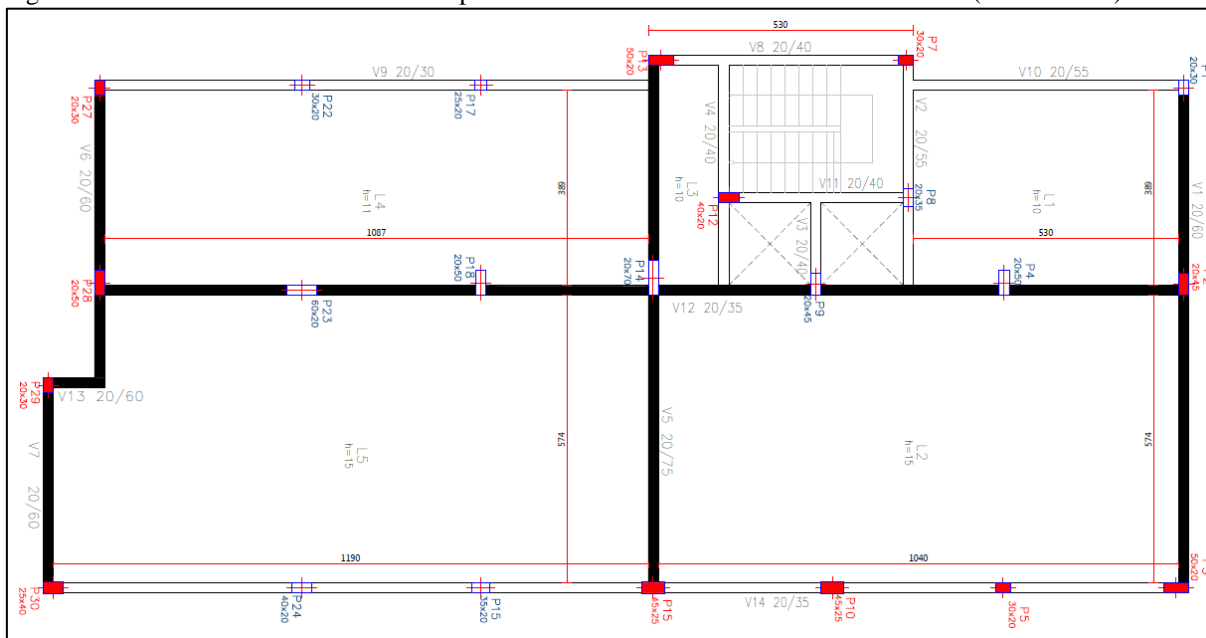 530
V8 20/40
P7
30x20
P13
50x20
V9 20/30
V10 20/55
20x30
P27
20x30
P22
30x20
P17
25x20
V4 20/40
V2 20/55
V6 20/60
V11 20/40
P8
20x35
L4
h=11
L3
h=10
P12
40x20
V3 20/40
L1
h=10
389
389
V1 20/60
1087
530
P28
20x50
P23
60x20
P18
20x50
P14
20x70
V12 20/35
P9
20x45
P4
20x50
20x45
P29
20x30
V13 20/60
V7 20/60
L5
h=15
574
V5 20/75
L2
h=15
574
1190
1040
P30
25x40
P24
40x20
P15
35x20
P15
45x25
V14 20/35
P10
45x25
P5
30x20
50x20